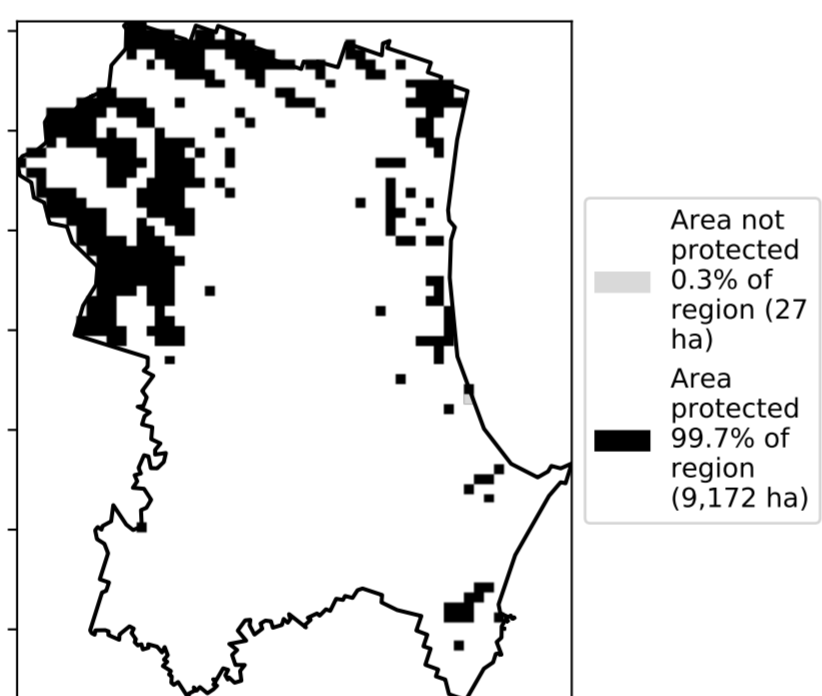 Area not
protected
0.3% of
region (27
ha)
Area
protected
99.7% of
region
(9,172 ha)